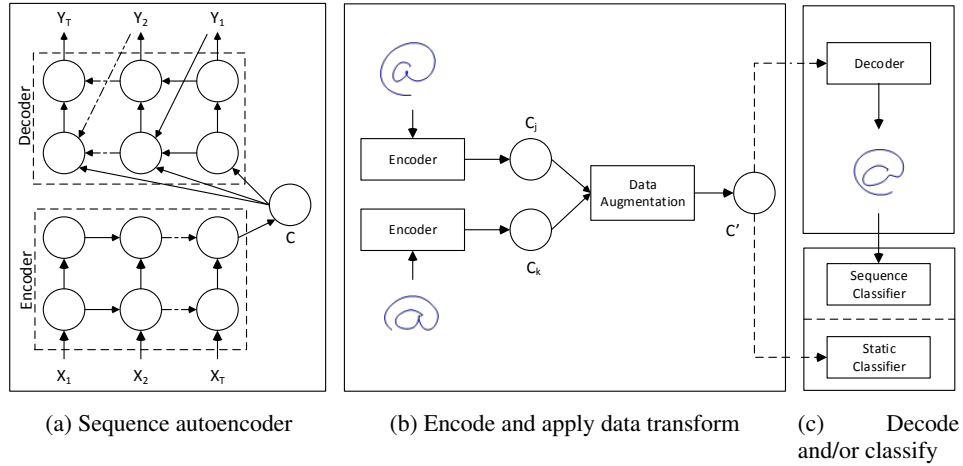 Y_T Y_2 Y_1
Decoder
C
Encoder
X_1 X_2 X_T
(a) Sequence autoencoder
@
Encoder
C_j
Encoder
C_k
@
Data
Augmentation
C’
(b) Encode and apply data transform
Decoder
@
Sequence
Classifier
Static
Classifier
(c) Decode
and/or classify